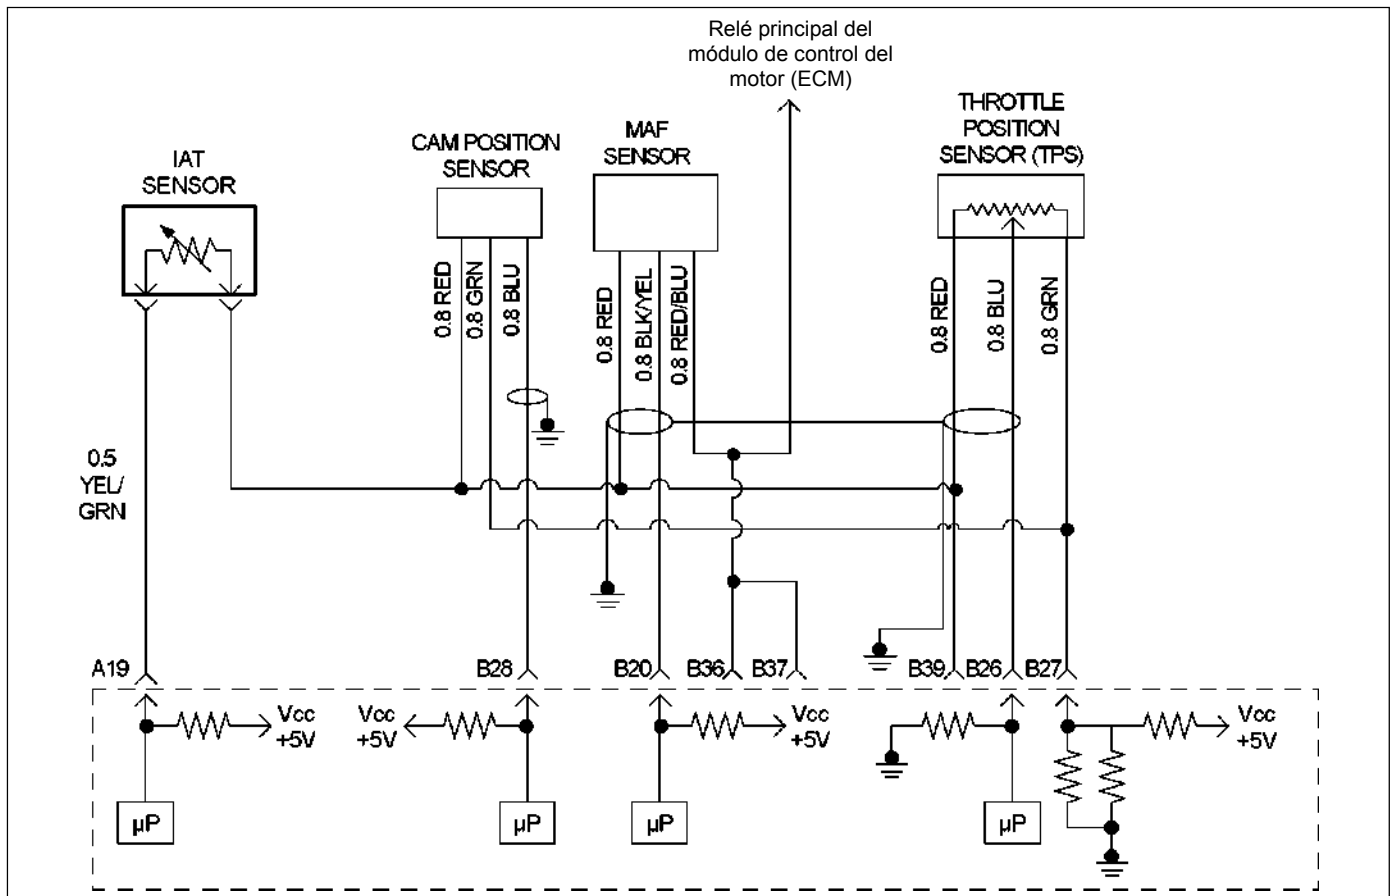 Relé principal del
módulo de control del
motor (ECM)
THROTTLE
POSITION
SENSOR (TPS)
MAF
SENSOR
CAM POSITION
SENSOR
IAT
SENSOR
0.8 RED
0.8 GRN
0.8 BLU
0.8 RED
0.8 BLK/YEL
0.8 RED/BLU
0.8 RED
0.8 BLU
0.8 GRN
0.5
YEL/
GRN
A19
B28
B20
B36
B37
B39
B26
B27
Vcc
+5V
Vcc
+5V
Vcc
+5V
Vcc
+5V
µP
µP
µP
µP